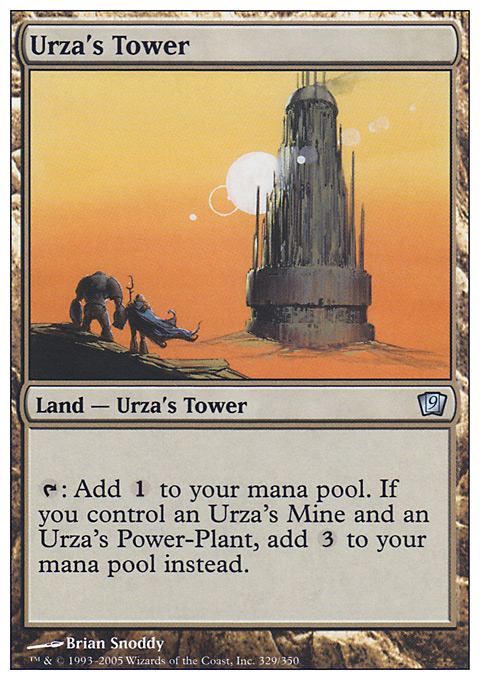 Urza's Tower
Land — Urza's Tower
9
: Add 1 to your mana pool. If
you control an Urza's Mine and an
Urza's Power-Plant, add 3 to your
mana pool instead.
Brian Snoddy
™ & © 1993–2005 Wizards of the Coast, Inc. 329/350